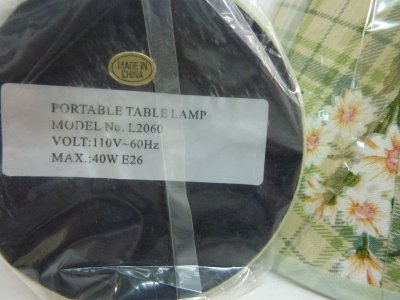 MADE IN
CHINA
PORTABLE TABLE LAMP
MODEL No. L2060
VOLT:110V~60Hz
MAX.:40W E26